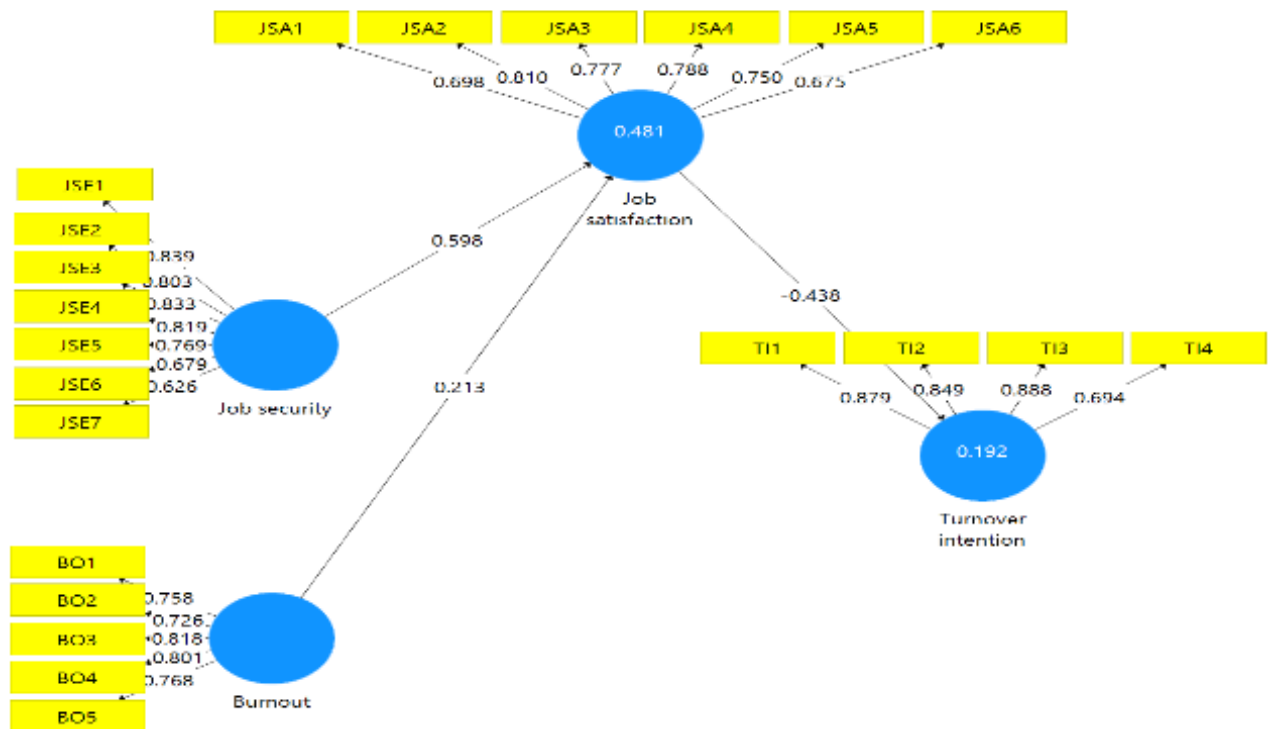 JSA1 JSA2 JSA3 JSA4 JSA5 JSA6
0.698 0.810 0.777 0.788 0.750 0.675
0.481
Job
satisfaction
JSE1
JSE2
JSE3
JSE4
JSE5
JSE6
JSE7
0.839
0.803
0.833
0.819
0.769
0.679
0.626
Job security
0.598
0.213
-0.438
TI1 TI2 TI3 TI4
0.879 0.849 0.888 0.694
0.192
Turnover
intention
BO1
BO2
BO3
BO4
BO5
0.758
0.726
0.818
0.801
0.768
Burnout